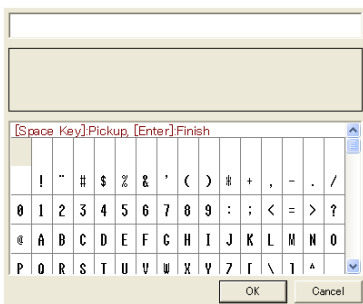 [Space Key]:Pickup, [Enter]:Finish
! " # $ % & ' ( ) * + , - . /
0 1 2 3 4 5 6 7 8 9 : ; < = > ?
@ A B C D E F G H I J K L M N O
P Q R S T U V W X Y Z [ \ ] ^ _
OK Cancel